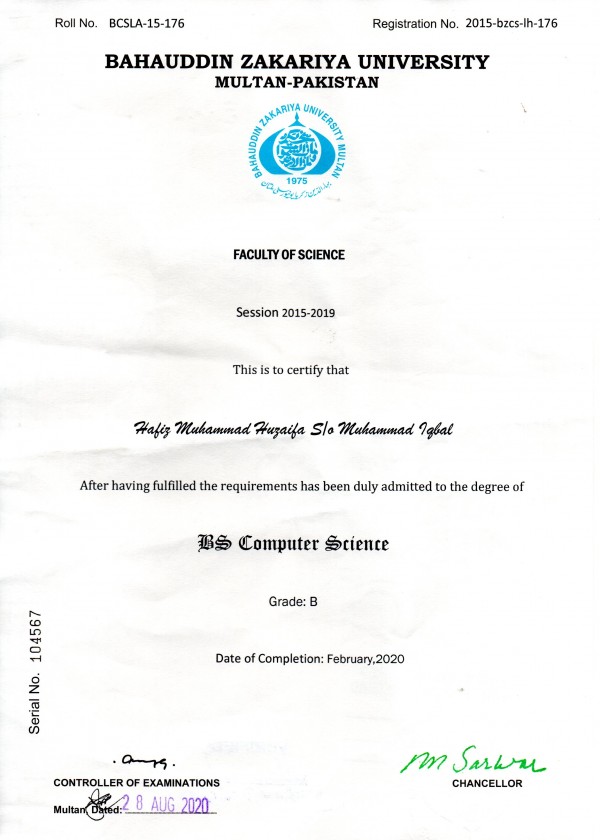 Roll No. BCSLA-15-176
Registration No. 2015-bzcs-lh-176
BAHAUDDIN ZAKARIYA UNIVERSITY
MULTAN-PAKISTAN
BAHAUDDIN ZAKARIYA UNIVERSITY MULTAN
1975
FACULTY OF SCIENCE
Session 2015-2019
This is to certify that
Hafiz Muhammad Huzaifa S/o Muhammad Iqbal
After having fulfilled the requirements has been duly admitted to the degree of
BS Computer Science
Grade: B
Date of Completion: February,2020
Serial No. 104567
M Sarwar
CONTROLLER OF EXAMINATIONS
CHANCELLOR
Multan, Dated: 28 AUG 2020